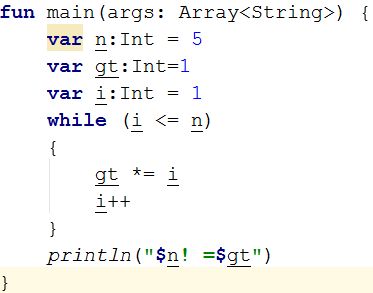 fun main(args: Array<String>) {
var n:Int = 5
var gt:Int=1
var i:Int = 1
while (i <= n)
{
gt *= i
i++
}
println("$n! =$gt")
}